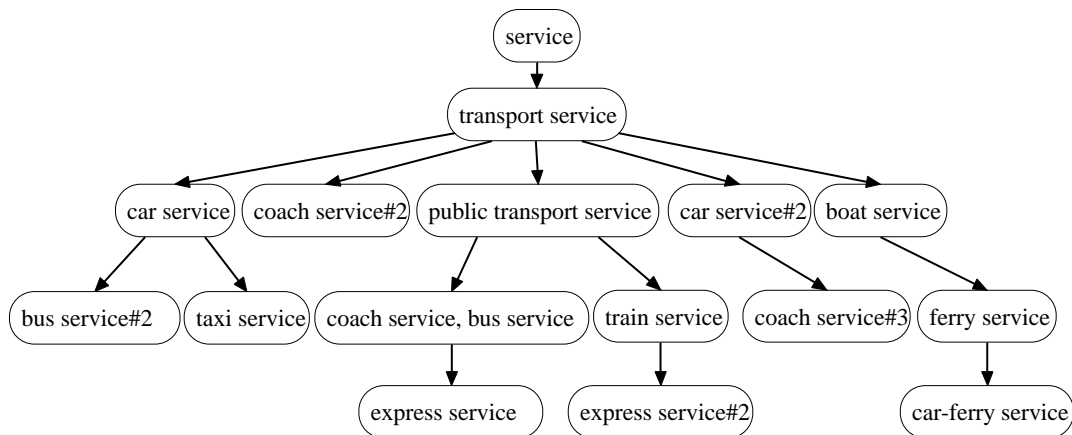 service
transport service
car service
coach service#2
public transport service
car service#2
boat service
bus service#2
taxi service
coach service, bus service
train service
coach service#3
ferry service
express service
express service#2
car-ferry service